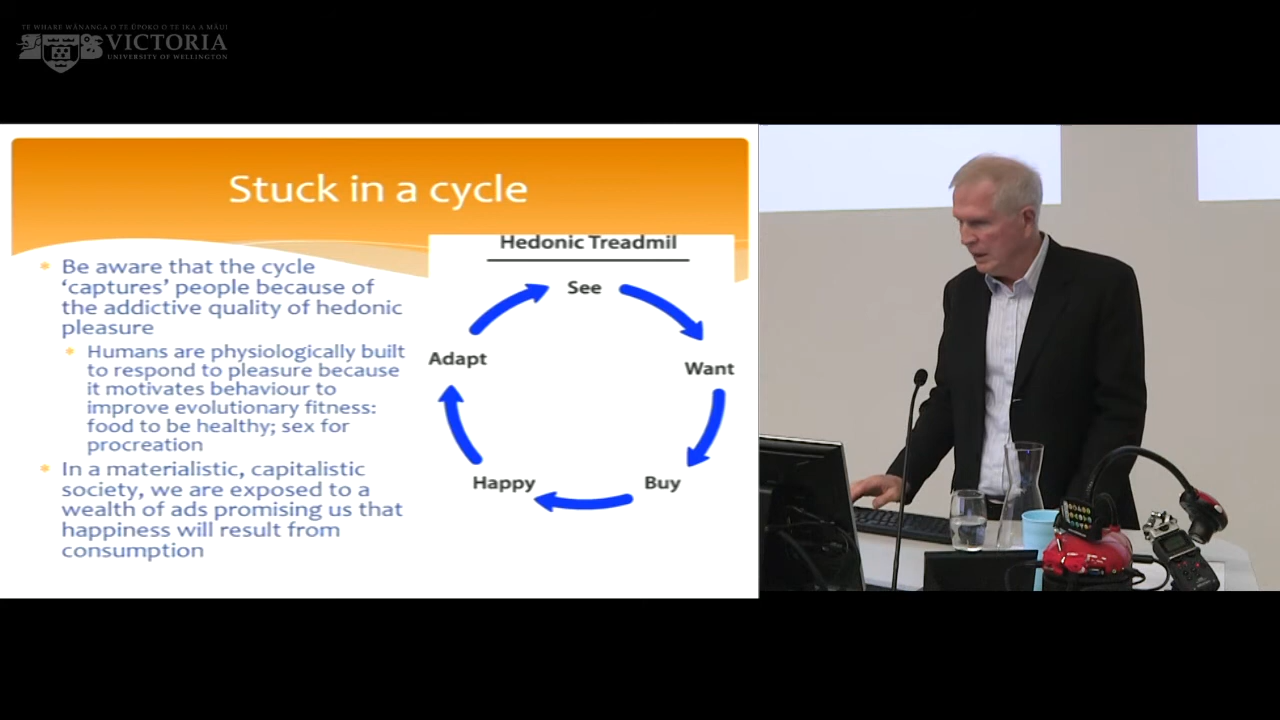 TE WHARE WĀNANGA O TE ŪPOKO O TE IKA A MĀUI
VICTORIA
UNIVERSITY OF WELLINGTON
Stuck in a cycle
* Be aware that the cycle
‘captures’ people because of
the addictive quality of hedonic
pleasure
* Humans are physiologically built
to respond to pleasure because
it motivates behaviour to
improve evolutionary fitness:
food to be healthy; sex for
procreation
* In a materialistic, capitalistic
society, we are exposed to a
wealth of ads promising us that
happiness will result from
consumption
Hedonic Treadmil
See
Want
Buy
Happy
Adapt